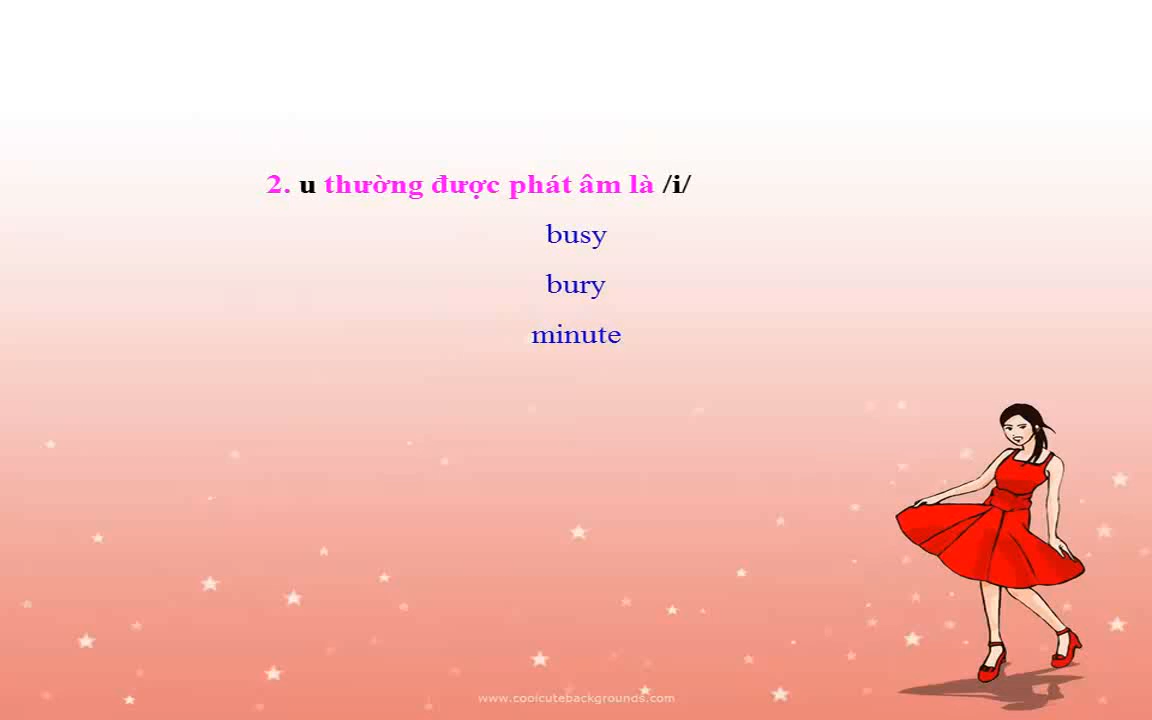 2. u thường được phát âm là /i/
busy
bury
minute
www.coolcutebackgrounds.com